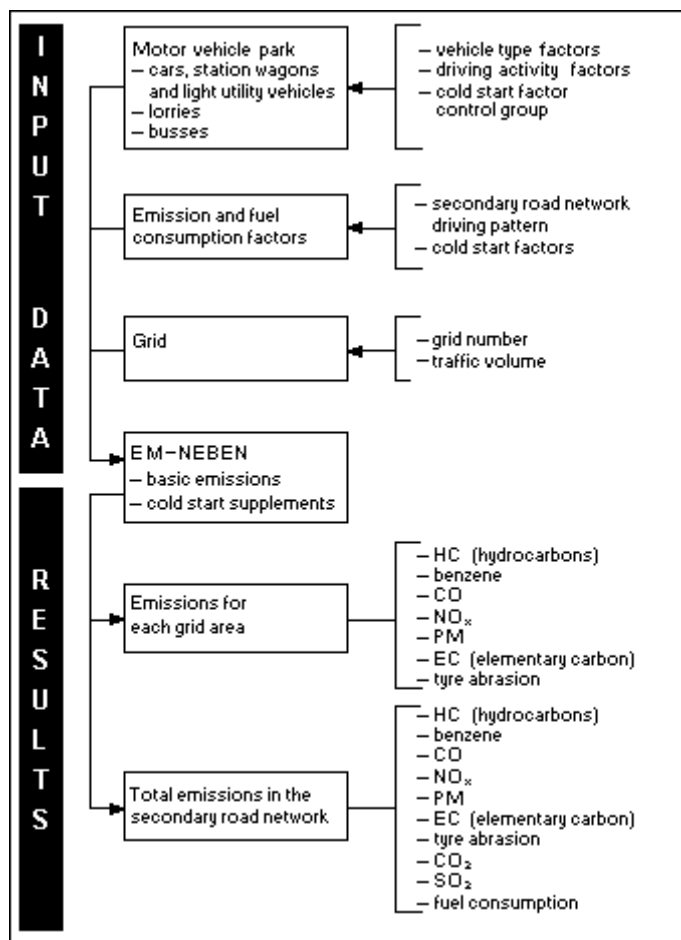 INPUT DATA
Motor vehicle park
– cars, station wagons
and light utility vehicles
– lorries
– busses
– vehicle type factors
– driving activity factors
– cold start factor
control group
Emission and fuel
consumption factors
– secondary road network
driving pattern
– cold start factors
Grid
– grid number
– traffic volume
EM–NEBEN
– basic emissions
– cold start supplements
RESULTS
Emissions for
each grid area
– HC (hydrocarbons)
– benzene
– CO
– NOₓ
– PM
– EC (elementary carbon)
– tyre abrasion
Total emissions in the
secondary road network
– HC (hydrocarbons)
– benzene
– CO
– NOₓ
– PM
– EC (elementary carbon)
– tyre abrasion
– CO₂
– SO₂
– fuel consumption